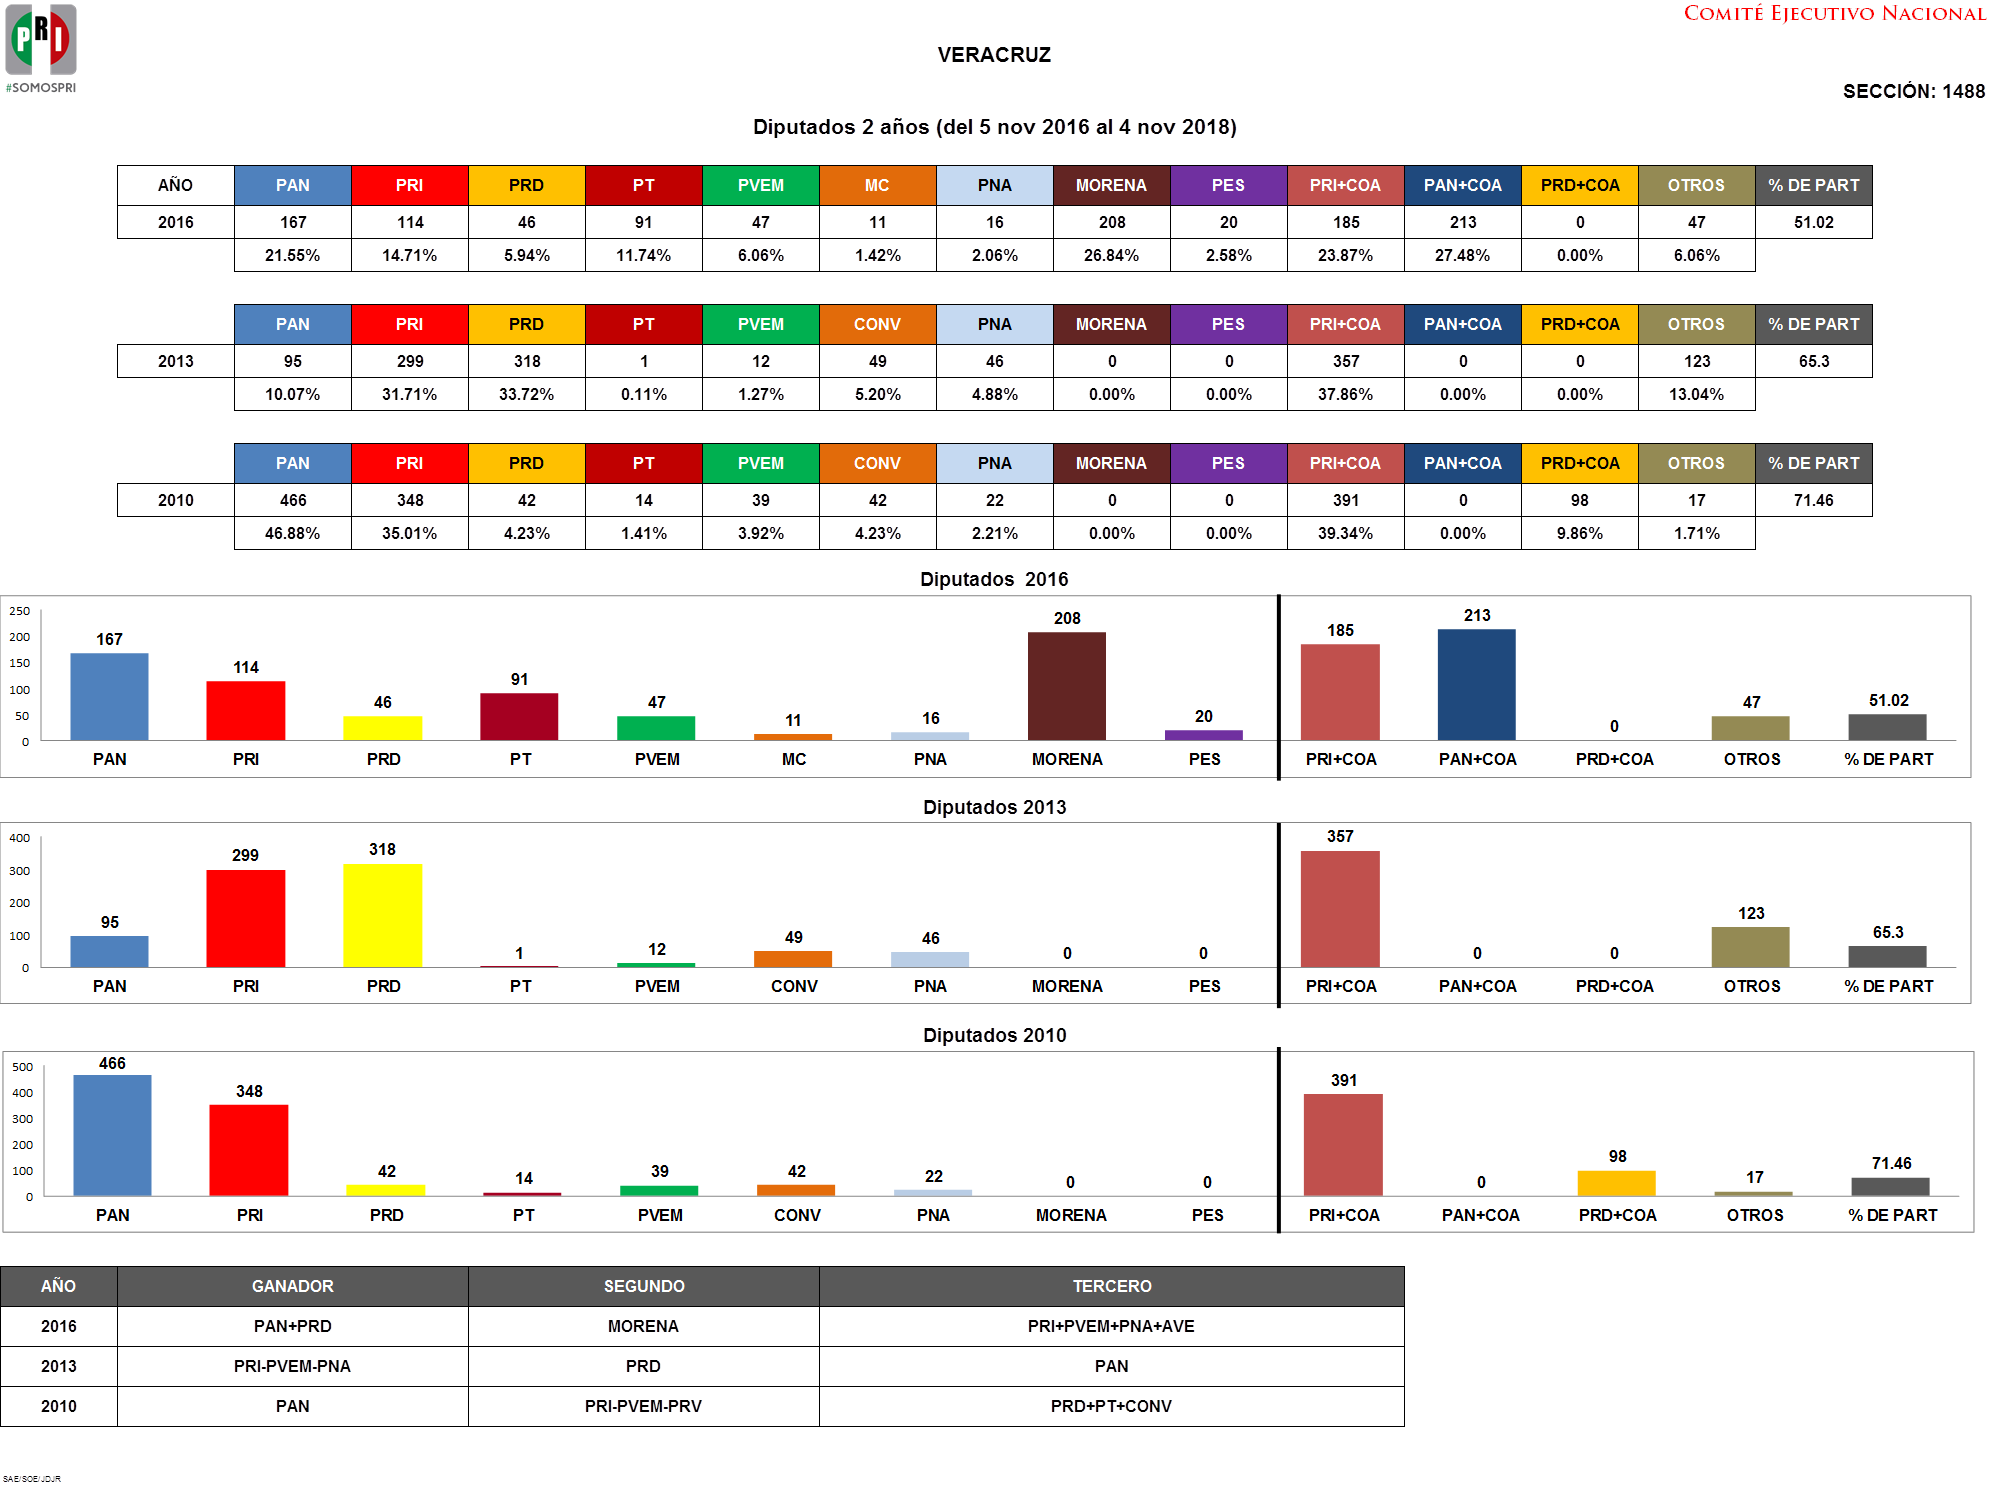 PRI
#SOMOSPRI
COMITÉ EJECUTIVO NACIONAL
VERACRUZ
SECCIÓN: 1488
Diputados 2 años (del 5 nov 2016 al 4 nov 2018)
AÑO PAN PRI PRD PT PVEM MC PNA MORENA PES PRI+COA PAN+COA PRD+COA OTROS % DE PART
2016 167 114 46 91 47 11 16 208 20 185 213 0 47 51.02
21.55% 14.71% 5.94% 11.74% 6.06% 1.42% 2.06% 26.84% 2.58% 23.87% 27.48% 0.00% 6.06%
PAN PRI PRD PT PVEM CONV PNA MORENA PES PRI+COA PAN+COA PRD+COA OTROS % DE PART
2013 95 299 318 1 12 49 46 0 0 357 0 0 123 65.3
10.07% 31.71% 33.72% 0.11% 1.27% 5.20% 4.88% 0.00% 0.00% 37.86% 0.00% 0.00% 13.04%
PAN PRI PRD PT PVEM CONV PNA MORENA PES PRI+COA PAN+COA PRD+COA OTROS % DE PART
2010 466 348 42 14 39 42 22 0 0 391 0 98 17 71.46
46.88% 35.01% 4.23% 1.41% 3.92% 4.23% 2.21% 0.00% 0.00% 39.34% 0.00% 9.86% 1.71%
Diputados 2016
250
200
150
100
50
0
167 114 46 91 47 11 16 208 20 185 213 0 47 51.02
PAN PRI PRD PT PVEM MC PNA MORENA PES PRI+COA PAN+COA PRD+COA OTROS % DE PART
Diputados 2013
400
300
200
100
0
95 299 318 1 12 49 46 0 0 357 0 0 123 65.3
PAN PRI PRD PT PVEM CONV PNA MORENA PES PRI+COA PAN+COA PRD+COA OTROS % DE PART
Diputados 2010
500
400
300
200
100
0
466 348 42 14 39 42 22 0 0 391 0 98 17 71.46
PAN PRI PRD PT PVEM CONV PNA MORENA PES PRI+COA PAN+COA PRD+COA OTROS % DE PART
AÑO GANADOR SEGUNDO TERCERO
2016 PAN+PRD MORENA PRI+PVEM+PNA+AVE
2013 PRI-PVEM-PNA PRD PAN
2010 PAN PRI-PVEM-PRV PRD+PT+CONV
SAE/SOE/JDJR